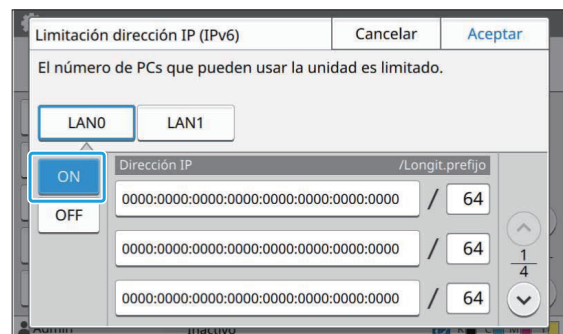 Limitación dirección IP (IPv6)
Cancelar
Aceptar
El número de PCs que pueden usar la unidad es limitado.
LAN0
LAN1
ON
OFF
Dirección IP
/Longit.prefijo
0000:0000:0000:0000:0000:0000:0000:0000 / 64
0000:0000:0000:0000:0000:0000:0000:0000 / 64
0000:0000:0000:0000:0000:0000:0000:0000 / 64
1
4
Admin
Inactivo